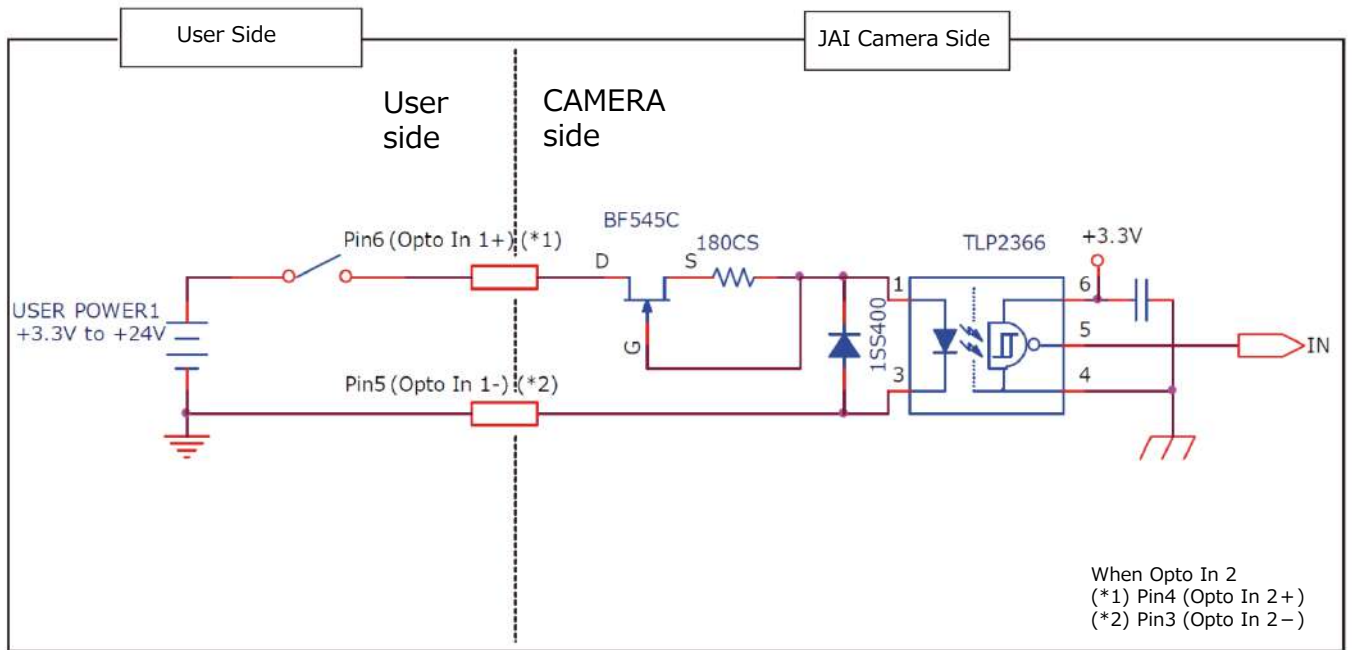 User Side
JAI Camera Side
User
side
CAMERA
side
BF545C
Pin6 (Opto In 1+) (*1)
D
S
180CS
TLP2366
+3.3V
1
6
USER POWER1
+3.3V to +24V
G
1SS400
5
IN
Pin5 (Opto In 1-) (*2)
3
4
When Opto In 2
(*1) Pin4 (Opto In 2+)
(*2) Pin3 (Opto In 2−)